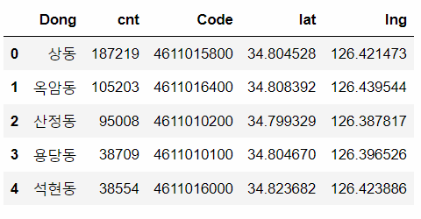 Dong cnt Code lat lng
0 상동 187219 4611015800 34.804528 126.421473
1 옥암동 105203 4611016400 34.808392 126.439544
2 산정동 95008 4611010200 34.799329 126.387817
3 용당동 38709 4611010100 34.804670 126.396526
4 석현동 38554 4611016000 34.823682 126.423886